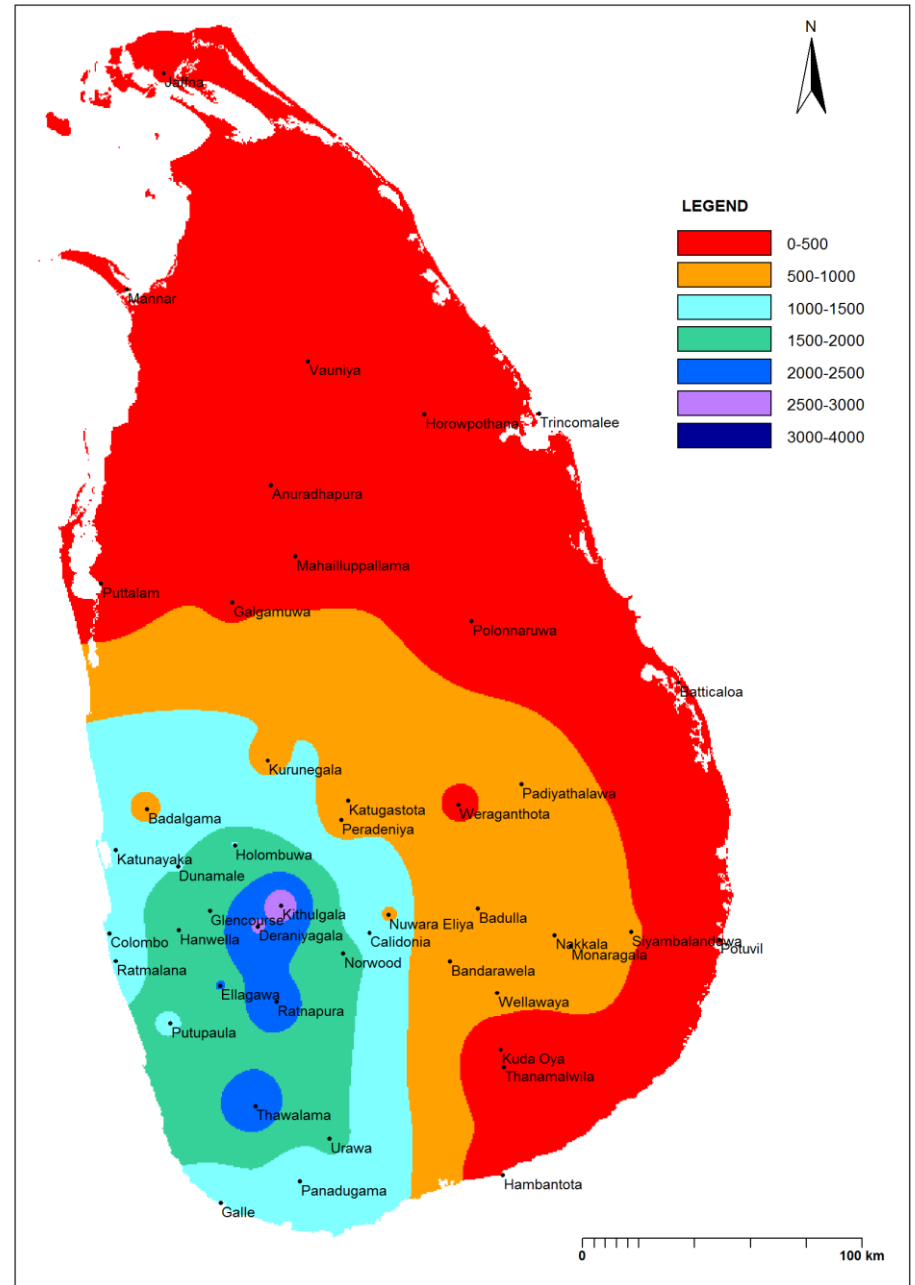 N
Jaffna
LEGEND
0-500
500-1000
1000-1500
1500-2000
2000-2500
2500-3000
3000-4000
Mannar
Vauniya
Horowpothana
Trincomalee
Anuradhapura
Mahailluppallama
Puttalam
Galgamuwa
Polonnaruwa
Batticaloa
Kurunegala
Padiyathalawa
Katugastota
Weraganthota
Badalgama
Peradeniya
Holombuwa
Katunayaka
Dunamale
Kithulgala
Glencourse
Nuwara Eliya
Badulla
Deraniyagala
Hanwella
Colombo
Calidonia
Siyambalanduwa
Nakkala
Potuvil
Monaragala
Norwood
Ratmalana
Bandarawela
Ellagawa
Wellawaya
Ratnapura
Putupaula
Kuda Oya
Thanamalwila
Thawalama
Urawa
Hambantota
Panadugama
Galle
0
100 km